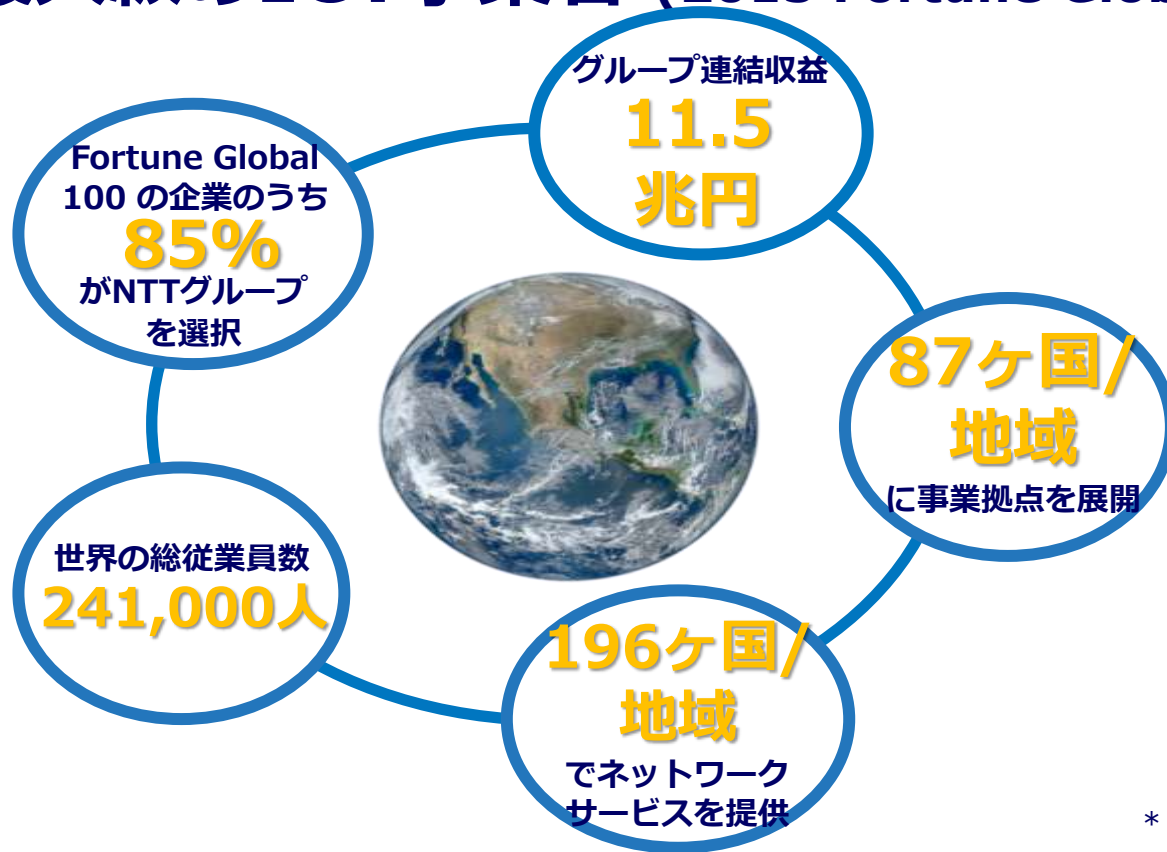 グループ連結収益
11.5
兆円
Fortune Global
100 の企業のうち
85%
がNTTグループ
を選択
87ヶ国/
地域
に事業拠点を展開
世界の総従業員数
241,000人
196ヶ国/
地域
でネットワーク
サービスを提供
*